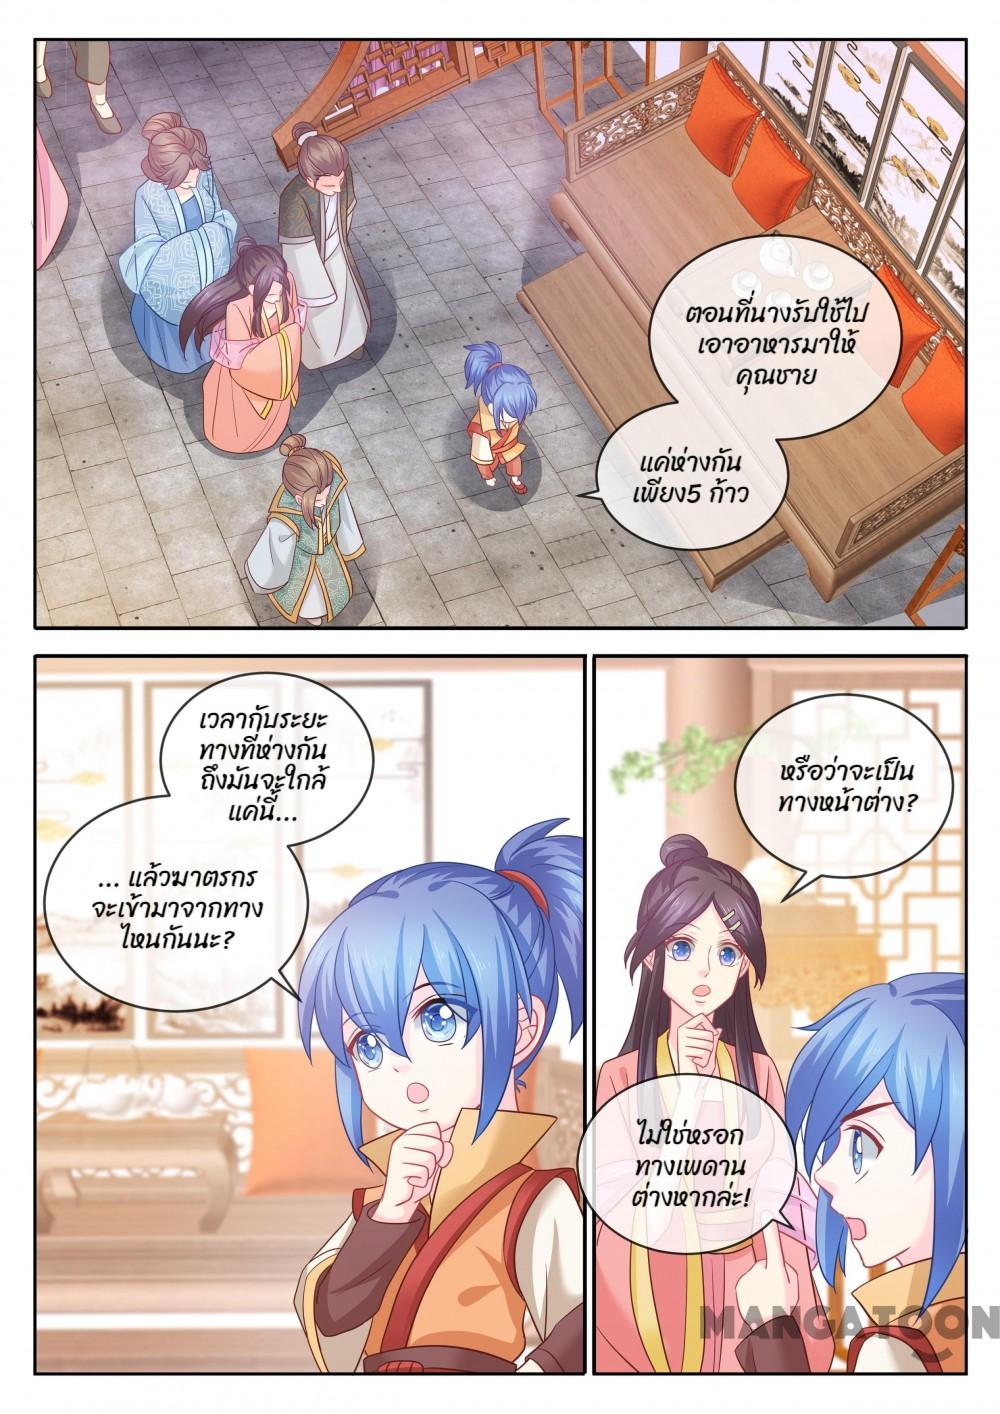 ตอนที่นางรับใช้ไป
เอาอาหารมาให้
คุณชาย
แค่ห่างกัน
เพียง5 ก้าว
เวลากับระยะ
ทางที่ห่างกัน
ถึงมันจะใกล้
แค่นี้...
... แล้วฆาตรกร
จะเข้ามาจากทาง
ไหนกันนะ?
หรือว่าจะเป็น
ทางหน้าต่าง?
ไม่ใช่หรอก
ทางเพดาน
ต่างหากล่ะ!
MANGATOON